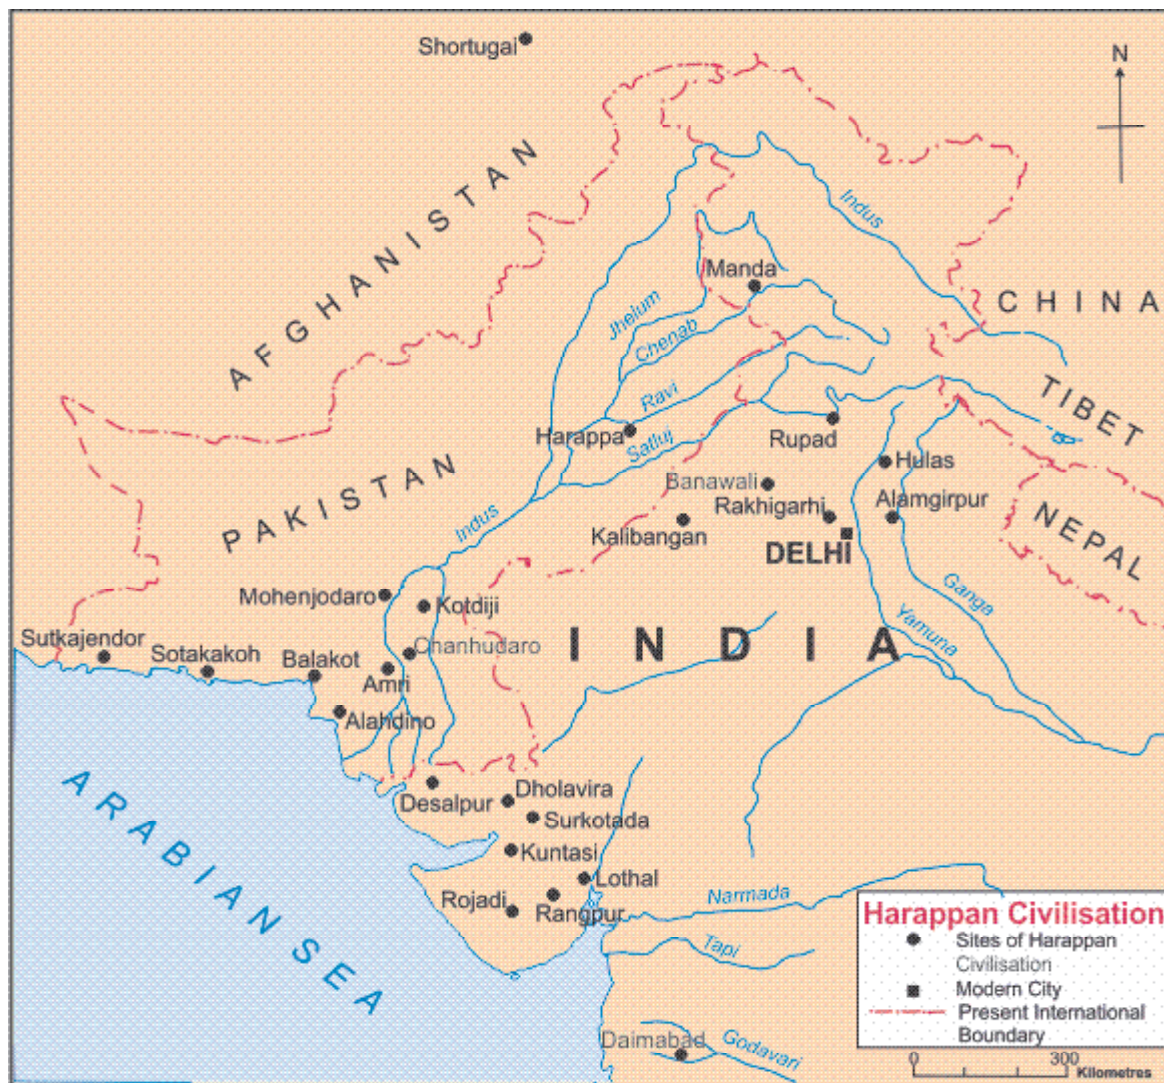 Shortugai
N
AFGHANISTAN
Indus
Manda
CHINA
Jhelum
Chenab
TIBET
Ravi
Harappa
Satluj
Rupad
Hulas
Banawali
PAKISTAN
Rakhigarhi
Alamgirpur
NEPAL
Indus
Kalibangan
DELHI
Mohenjodaro
Kotdiji
Ganga
Yamuna
Sutkajendor
Sotakakoh
Balakot
Chanhudaro
INDIA
Amri
Alahdino
ARABIAN SEA
Desalpur
Dholavira
Surkotada
Kuntasi
Lothal
Rojadi
Rangpur
Narmada
Tapi
Daimabad
Godavari
Harappan Civilisation
Sites of Harappan
Civilisation
Modern City
Present International
Boundary
0 300
Kilometres